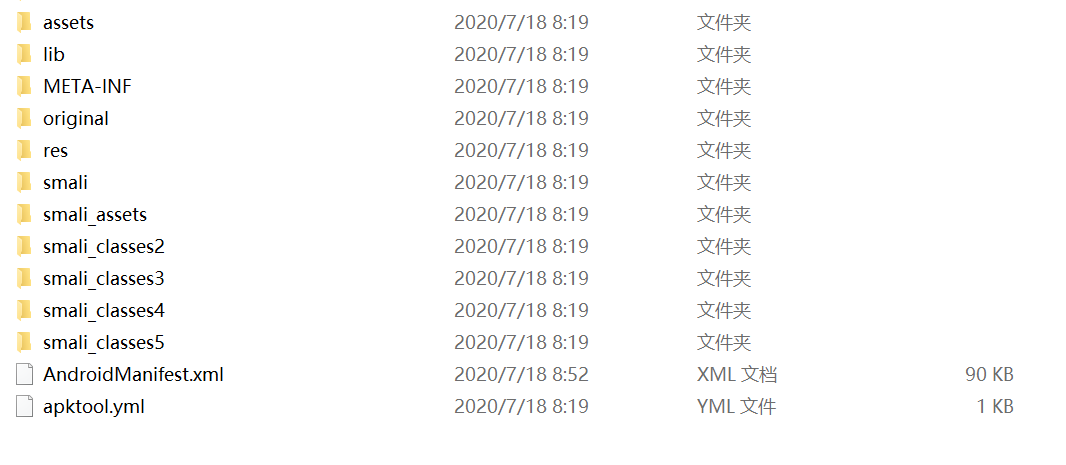 assets 2020/7/18 8:19 文件夹
lib 2020/7/18 8:19 文件夹
META-INF 2020/7/18 8:19 文件夹
original 2020/7/18 8:19 文件夹
res 2020/7/18 8:19 文件夹
smali 2020/7/18 8:19 文件夹
smali_assets 2020/7/18 8:19 文件夹
smali_classes2 2020/7/18 8:19 文件夹
smali_classes3 2020/7/18 8:19 文件夹
smali_classes4 2020/7/18 8:19 文件夹
smali_classes5 2020/7/18 8:19 文件夹
AndroidManifest.xml 2020/7/18 8:52 XML 文档 90 KB
apktool.yml 2020/7/18 8:19 YML 文件 1 KB